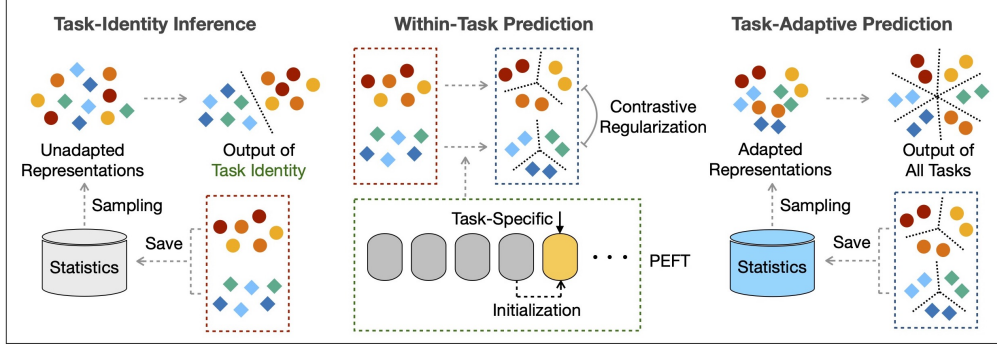 Task-Identity Inference
Unadapted
Representations
Output of
Task Identity
Sampling
Save
Statistics
Within-Task Prediction
Contrastive
Regularization
Task-Specific
PEFT
Initialization
Task-Adaptive Prediction
Adapted
Representations
Output of
All Tasks
Sampling
Save
Statistics